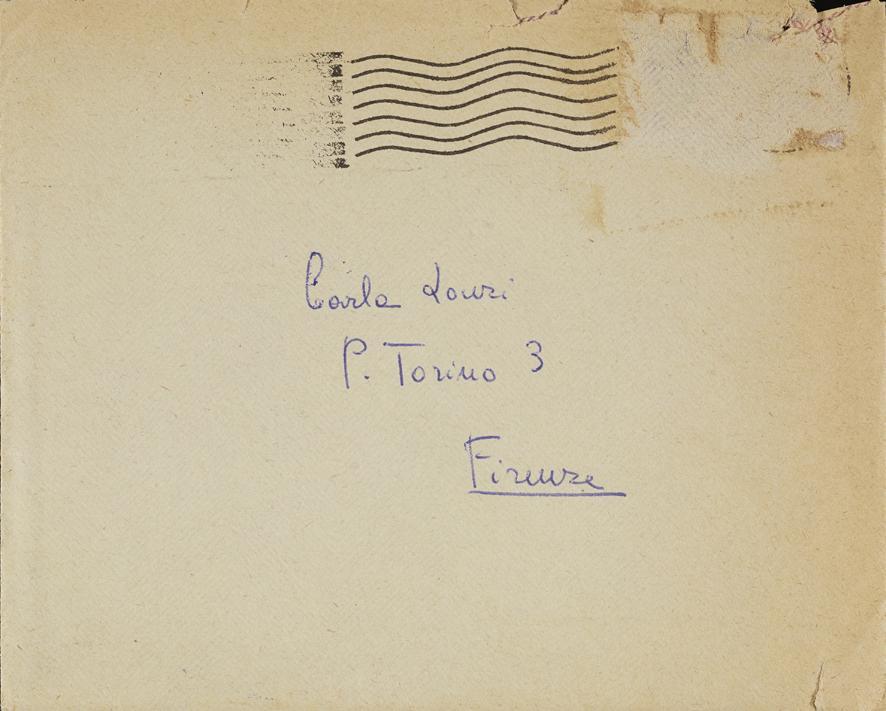 Carla Lonzi
P. Torino 3
Firenze